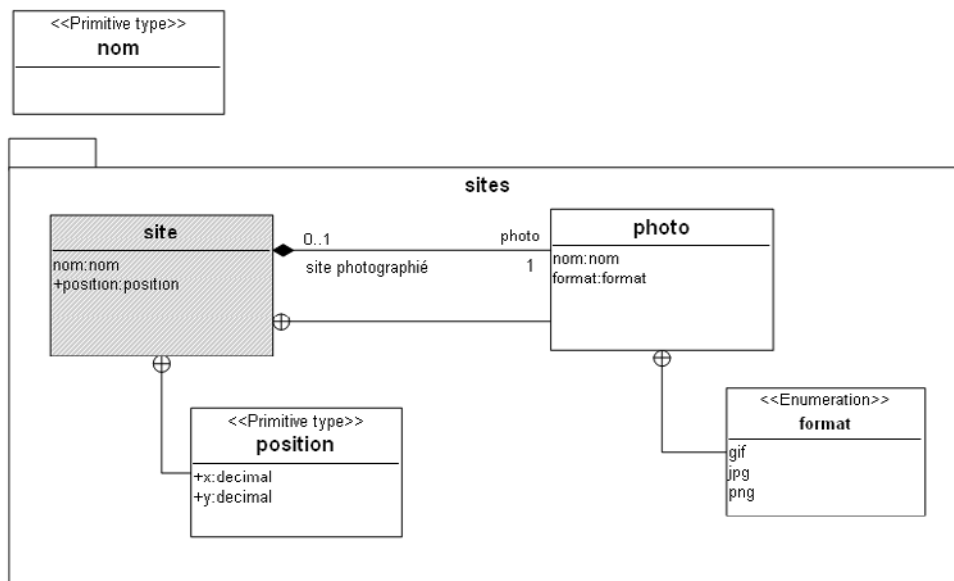 <<Primitive type>>
nom
sites
site
nom:nom
+position:position
0..1
photo
site photographié
1
photo
nom:nom
format:format
<<Primitive type>>
position
+x:decimal
+y:decimal
<<Enumeration>>
format
gif
jpg
png